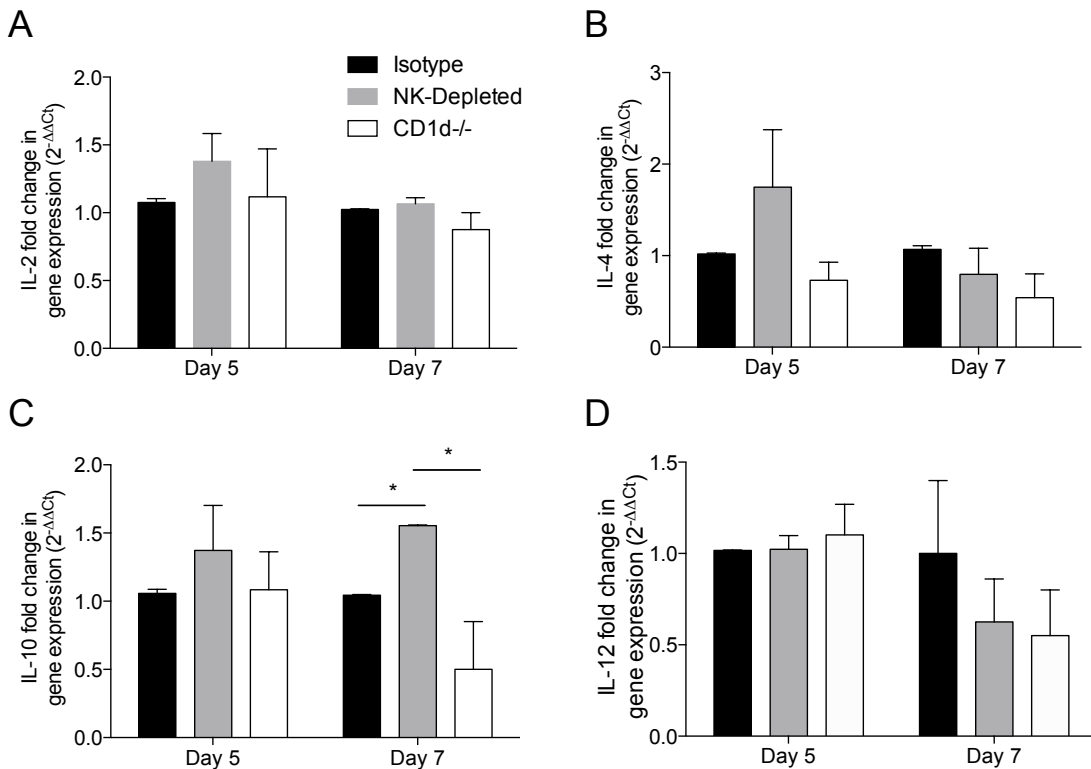 A
IL-2 fold change in
gene expression (2-ΔΔCt)
2.0
1.5
1.0
0.5
0.0
Isotype
NK-Depleted
CD1d-/-
Day 5
Day 7
B
IL-4 fold change in
gene expression (2-ΔΔCt)
3
2
1
0
Day 5
Day 7
C
IL-10 fold change in
gene expression (2-ΔΔCt)
2.0
1.5
1.0
0.5
0.0
*
*
Day 5
Day 7
D
IL-12 fold change in
gene expression (2-ΔΔCt)
1.5
1.0
0.5
0.0
Day 5
Day 7